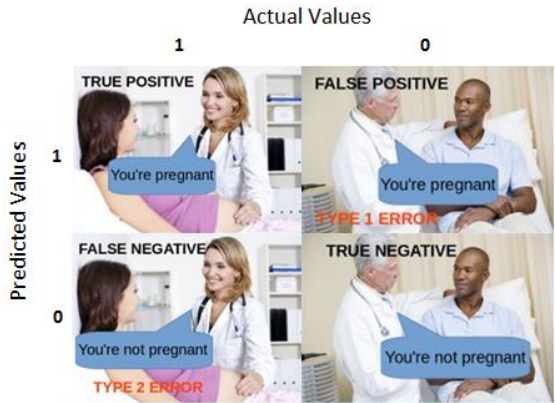 Actual Values
1 0
Predicted Values
1
TRUE POSITIVE
You're pregnant
FALSE POSITIVE
You're pregnant
TYPE 1 ERROR
0
FALSE NEGATIVE
You're not pregnant
TYPE 2 ERROR
TRUE NEGATIVE
You're not pregnant